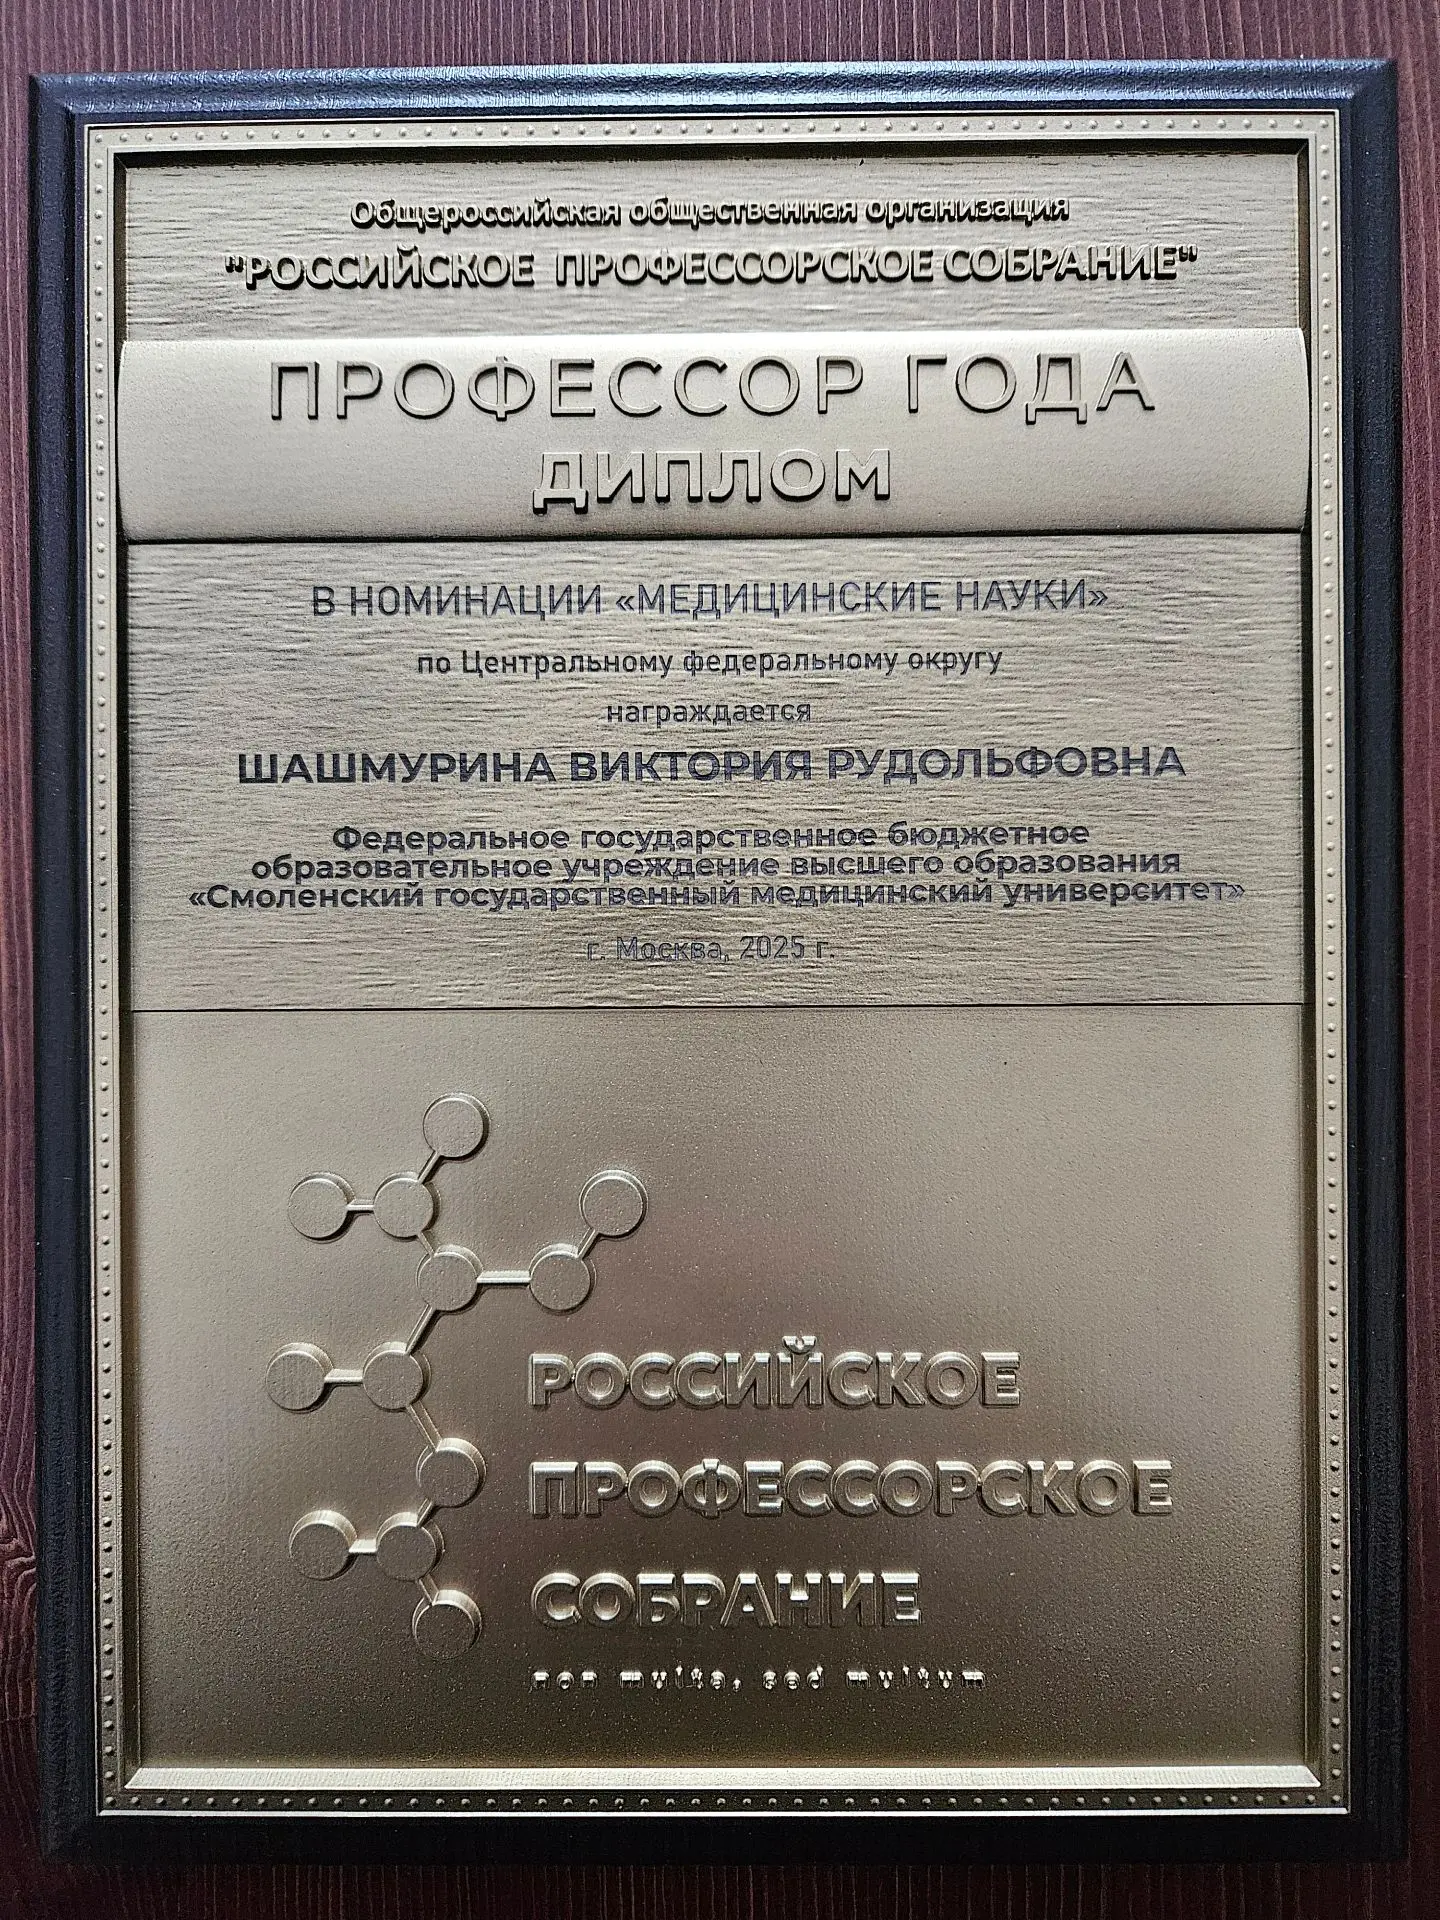 Общероссийская общественная организация
"РОССИЙСКОЕ ПРОФЕССОРСКОЕ СОБРАНИЕ"
ПРОФЕССОР ГОДА
ДИПЛОМ
В НОМИНАЦИИ «МЕДИЦИНСКИЕ НАУКИ»
по Центральному федеральному округу
награждается
ШАШМУРИНА ВИКТОРИЯ РУДОЛЬФОВНА
Федеральное государственное бюджетное
образовательное учреждение высшего образования
«Смоленский государственный медицинский университет»
г. Москва, 2025 г.
РОССИЙСКОЕ
ПРОФЕССОРСКОЕ
СОБРАНИЕ
non multa, sed multum